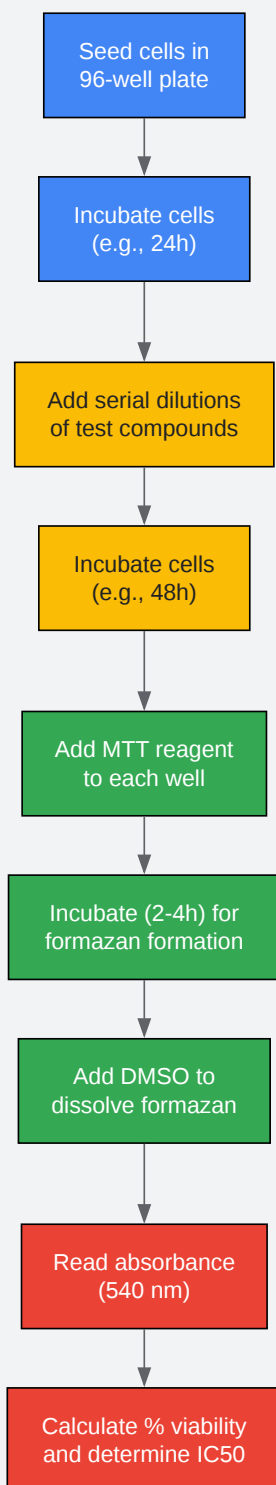 Seed cells in
96-well plate
Incubate cells
(e.g., 24h)
Add serial dilutions
of test compounds
Incubate cells
(e.g., 48h)
Add MTT reagent
to each well
Incubate (2-4h) for
formazan formation
Add DMSO to
dissolve formazan
Read absorbance
(540 nm)
Calculate % viability
and determine IC50